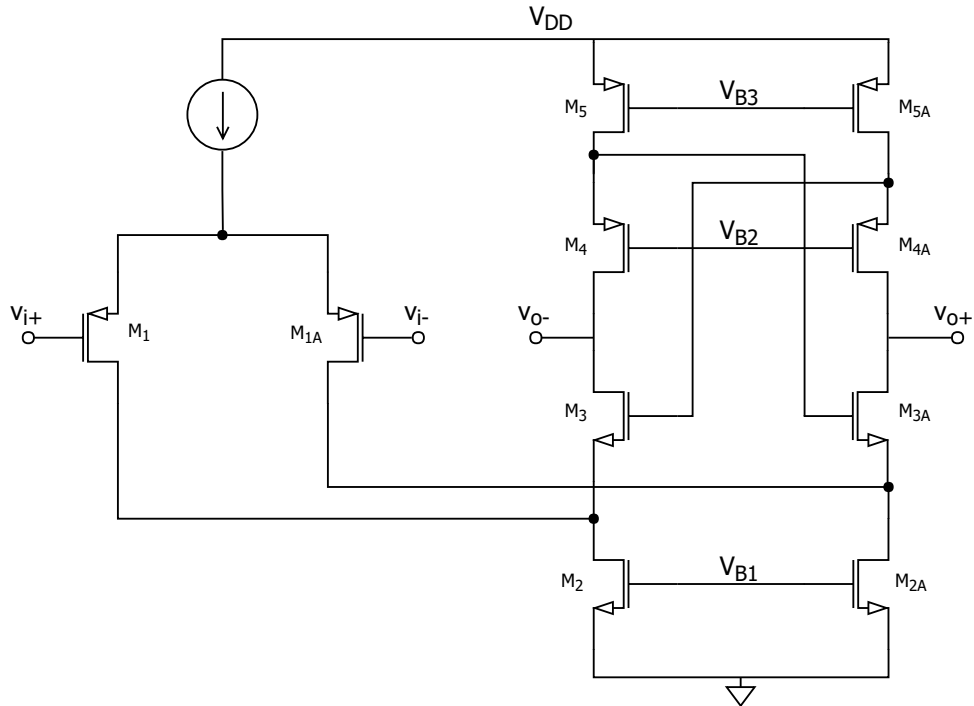 VDD
M5
VB3
M5A
M4
VB2
M4A
vi+
M1
M1A
vi-
vo-
vo+
M3
M3A
M2
VB1
M2A